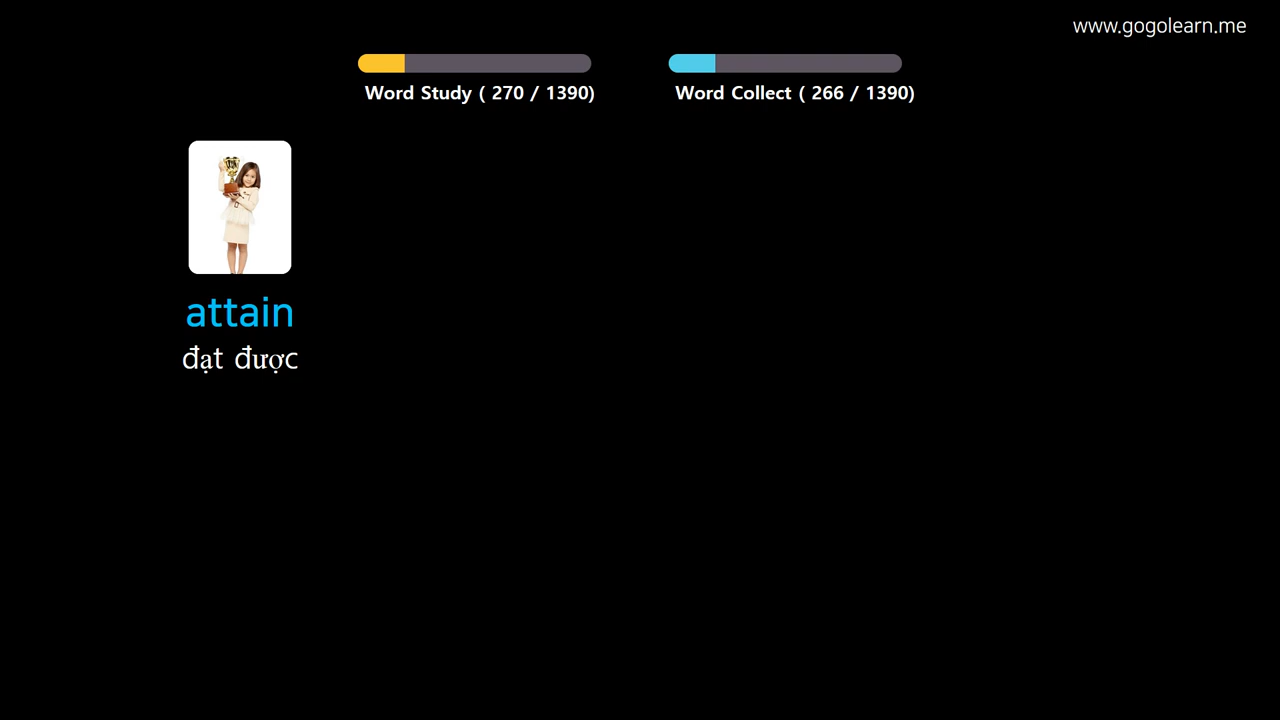 www.gogolearn.me
Word Study ( 270 / 1390)
Word Collect ( 266 / 1390)
attain
đạt được